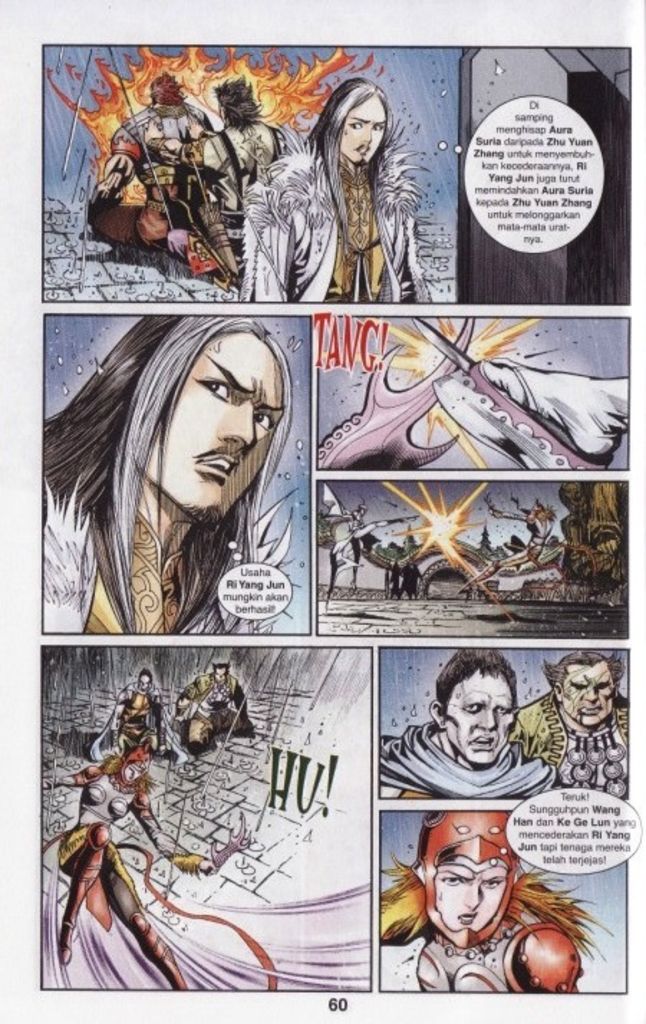 Di
samping
menghisap Aura
Suria daripada Zhu Yuan
Zhang untuk menyembuh-
kan kecederaannya, Ri
Yang Jun juga turut
memindahkan Aura Suria
kepada Zhu Yuan Zhang
untuk melonggarkan
mata-mata urat-
nya.
TANG!
Usaha
Ri Yang Jun
mungkin akan
berhasil!
HU!
Teruk!
Sungguhpun Wang
Han dan Ke Ge Lun yang
mencederakan Ri Yang
Jun tapi tenaga mereka
telah terjejas!
60